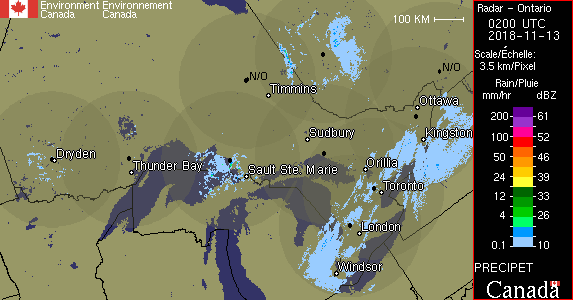 Environment Environnement
Canada Canada
100 KM
N/O
N/O
Timmins
Ottawa
Sudbury
Kingston
Dryden
Thunder Bay
Sault Ste. Marie
Orillia
Toronto
London
Windsor
Radar - Ontario
0200 UTC
2018-11-13
Scale/Échelle:
3.5 km/Pixel
Rain/Pluie
mm/hr dBZ
200 61
100 52
50 46
24 39
12 33
4 26
0.1 10
PRECIPET
Canada